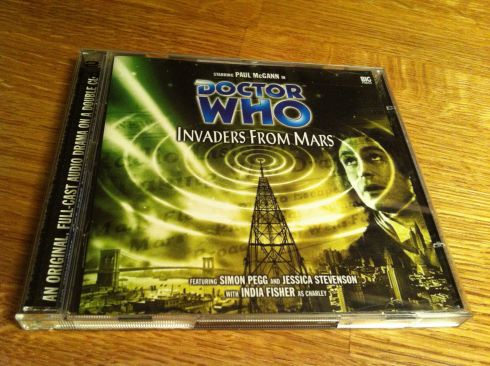 STARRING PAUL McGANN IN
BIG
DOCTOR
WHO
INVADERS FROM MARS
FEATURING SIMON PEGG AND JESSICA STEVENSON
WITH INDIA FISHER AS CHARLEY
AN ORIGINAL, FULL-CAST AUDIO DRAMA ON A DOUBLE CD